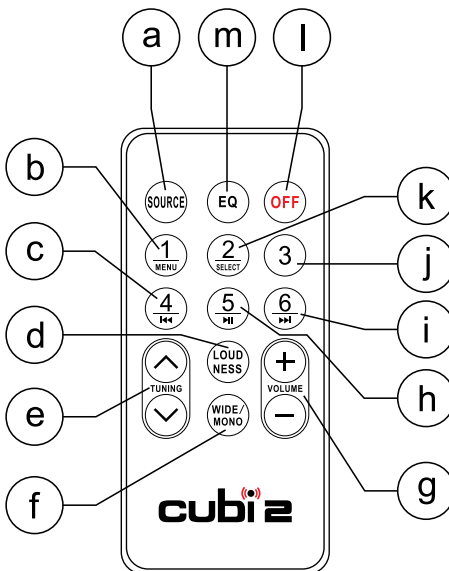 a
m
l
b
SOURCE
EQ
OFF
k
1
MENU
2
SELECT
3
c
j
4
5
6
d
LOUD
NESS
i
e
TUNING
+
VOLUME
−
h
WIDE/
MONO
g
f
cubi 2